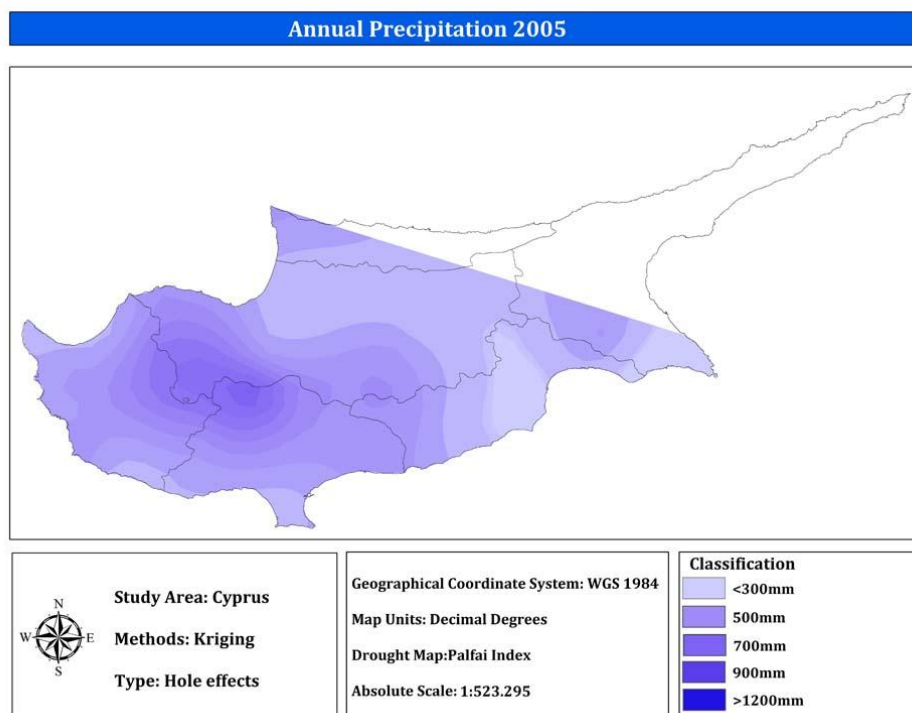 Annual Precipitation 2005
N
W E
S
Study Area: Cyprus
Methods: Kriging
Type: Hole effects
Geographical Coordinate System: WGS 1984
Map Units: Decimal Degrees
Drought Map:Palfai Index
Absolute Scale: 1:523.295
Classification
<300mm
500mm
700mm
900mm
>1200mm